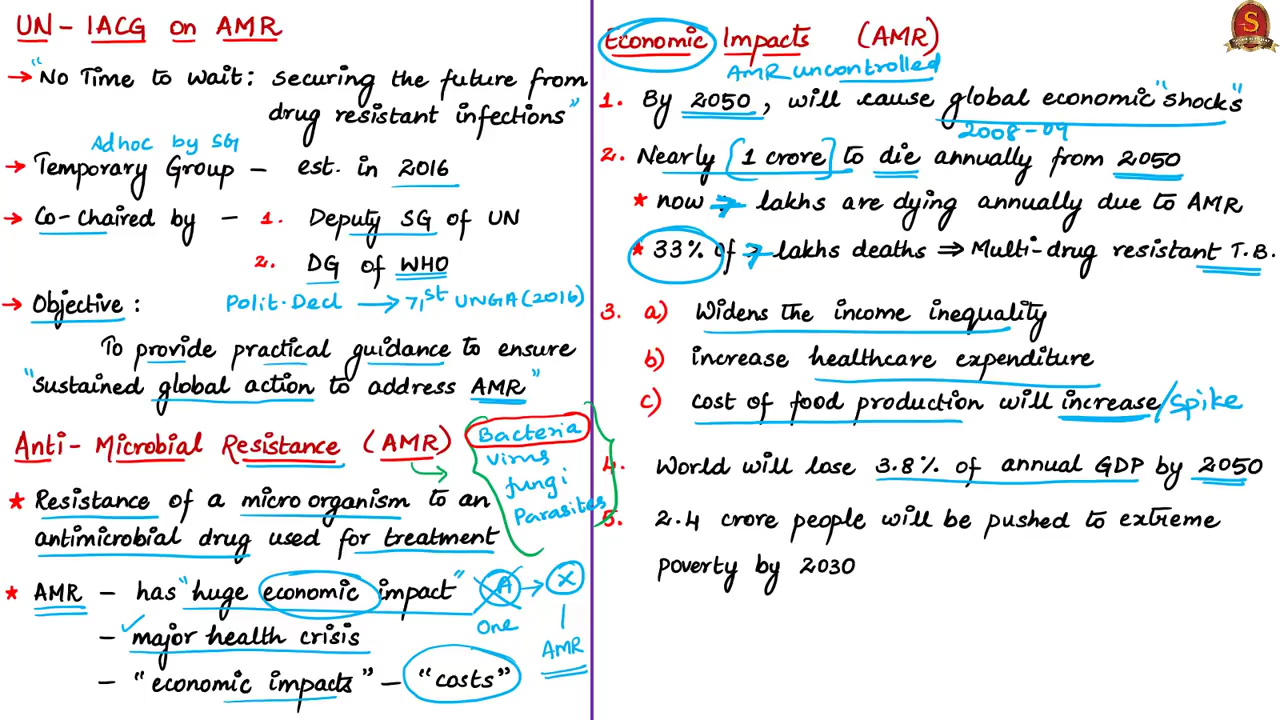 UN - IACG on AMR
→ "No Time to wait: securing the future from
drug resistant infections"
Adhoc by SG
→ Temporary Group - est. in 2016
→ Co-chaired by - 1. Deputy SG of UN
2. DG of WHO
→ Objective : Polit. Decl → 71st UNGA (2016)
To provide practical guidance to ensure
"sustained global action to address AMR"
Anti-Microbial Resistance (AMR)
Bacteria
virus
fungi
Parasites
* Resistance of a micro organism to an
antimicrobial drug used for treatment
* AMR - has "huge economic impact" A → X
One
AMR
- major health crisis
- "economic impacts" - "costs"
S
Economic Impacts (AMR)
AMR uncontrolled
1. By 2050, will cause global economic "shocks"
2008-09
2. Nearly [1 crore] to die annually from 2050
* now 7 lakhs are dying annually due to AMR
* 33% of 7 lakhs deaths ⇒ Multi-drug resistant T.B.
3. a) Widens the income inequality
b) increase healthcare expenditure
c) cost of food production will increase/spike
4. World will lose 3.8% of annual GDP by 2050
5. 2.4 crore people will be pushed to extreme
poverty by 2030